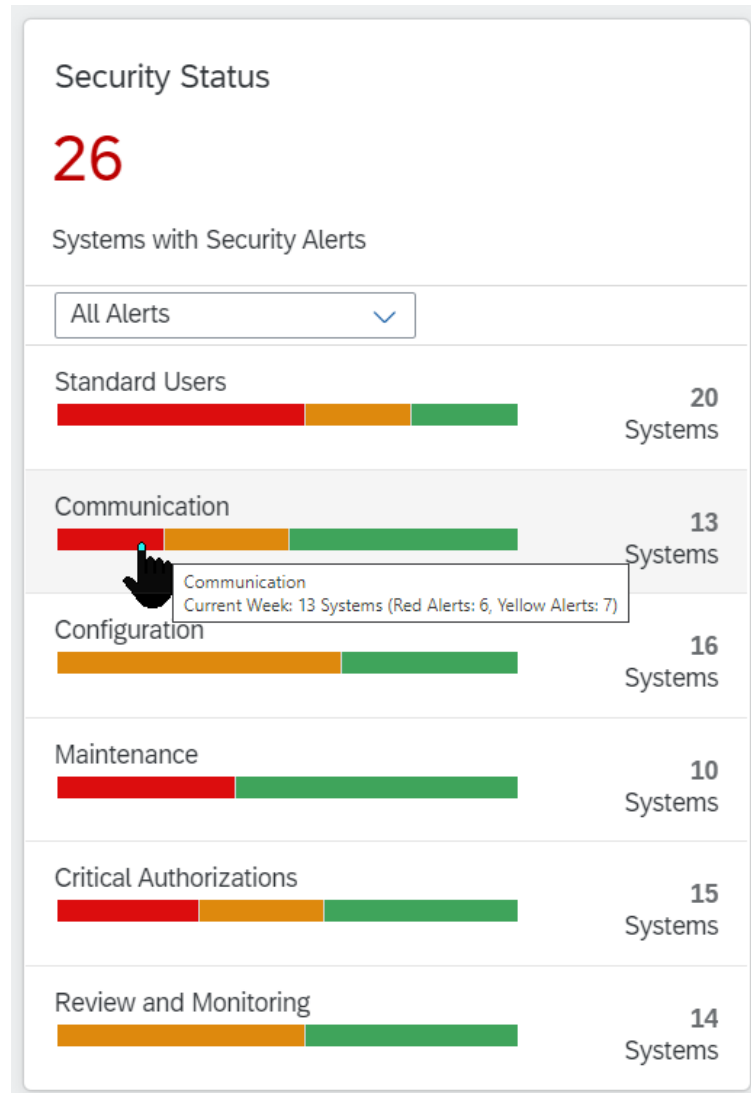 Security Status
26
Systems with Security Alerts
All Alerts
Standard Users
20
Systems
Communication
13
Systems
Communication
Current Week: 13 Systems (Red Alerts: 6, Yellow Alerts: 7)
Configuration
16
Systems
Maintenance
10
Systems
Critical Authorizations
15
Systems
Review and Monitoring
14
Systems